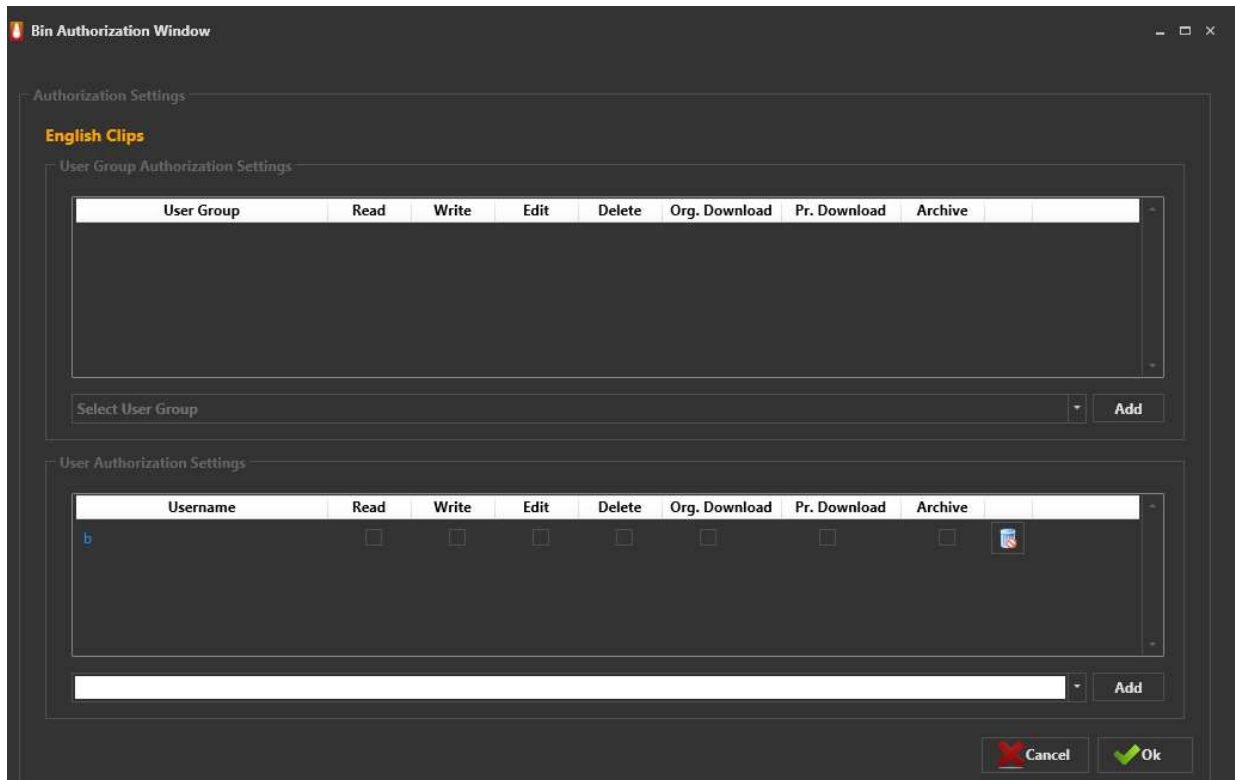 Bin Authorization Window
Authorization Settings
English Clips
User Group Authorization Settings
User Group Read Write Edit Delete Org. Download Pr. Download Archive
Select User Group Add
User Authorization Settings
Username Read Write Edit Delete Org. Download Pr. Download Archive
b
Add
Cancel Ok